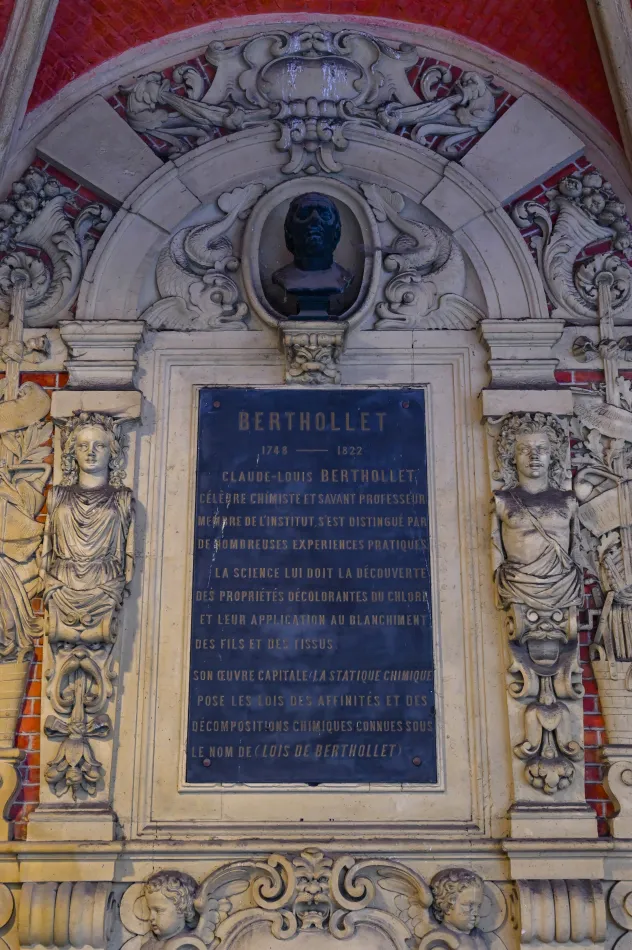 BERTHOLLET
1748 — 1822
CLAUDE-LOUIS BERTHOLLET,
CÉLÈBRE CHIMISTE ET SAVANT PROFESSEUR
MEMBRE DE L'INSTITUT, S'EST DISTINGUÉ PAR
DE NOMBREUSES EXPÉRIENCES PRATIQUES
LA SCIENCE LUI DOIT LA DÉCOUVERTE
DES PROPRIÉTÉS DÉCOLORANTES DU CHLORE
ET LEUR APPLICATION AU BLANCHIMENT
DES FILS ET DES TISSUS
SON ŒUVRE CAPITALE (LA STATIQUE CHIMIQUE
POSE LES LOIS DES AFFINITÉS ET DES
DÉCOMPOSITIONS CHIMIQUES CONNUES SOUS
LE NOM DE (LOIS DE BERTHOLLET)